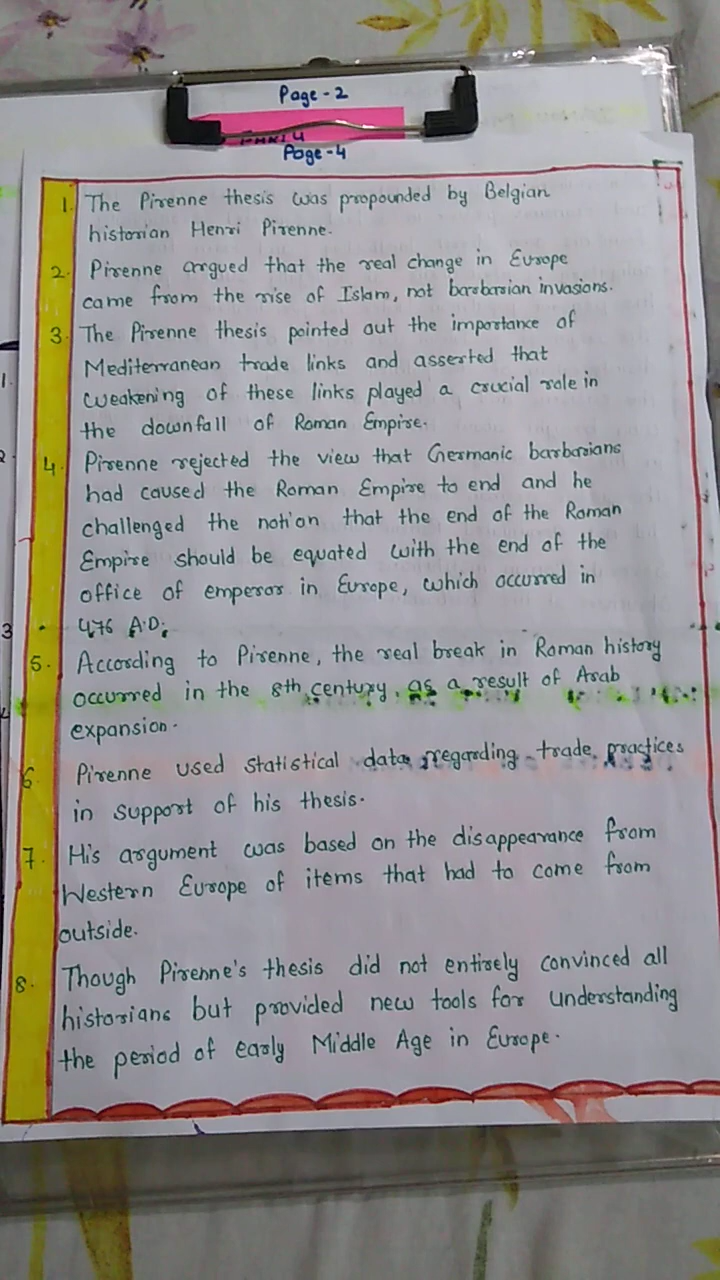 Page-2
Page-4
1. The Pirenne thesis was propounded by Belgian
historian Henri Pirenne.
2. Pirenne argued that the real change in Europe
came from the rise of Islam, not barbarian invasions.
3. The Pirenne thesis pointed out the importance of
Mediterranean trade links and asserted that
weakening of these links played a crucial role in
the downfall of Roman Empire.
4. Pirenne rejected the view that Germanic barbarians
had caused the Roman Empire to end and he
challenged the notion that the end of the Roman
Empire should be equated with the end of the
office of emperor in Europe, which occurred in
476 A.D.
5. According to Pirenne, the real break in Roman history
occurred in the 8th century, as a result of Arab
expansion.
6. Pirenne used statistical data regarding trade practices
in support of his thesis.
7. His argument was based on the disappearance from
Western Europe of items that had to come from
outside.
8. Though Pirenne's thesis did not entirely convinced all
historians but provided new tools for understanding
the period of early Middle Age in Europe.